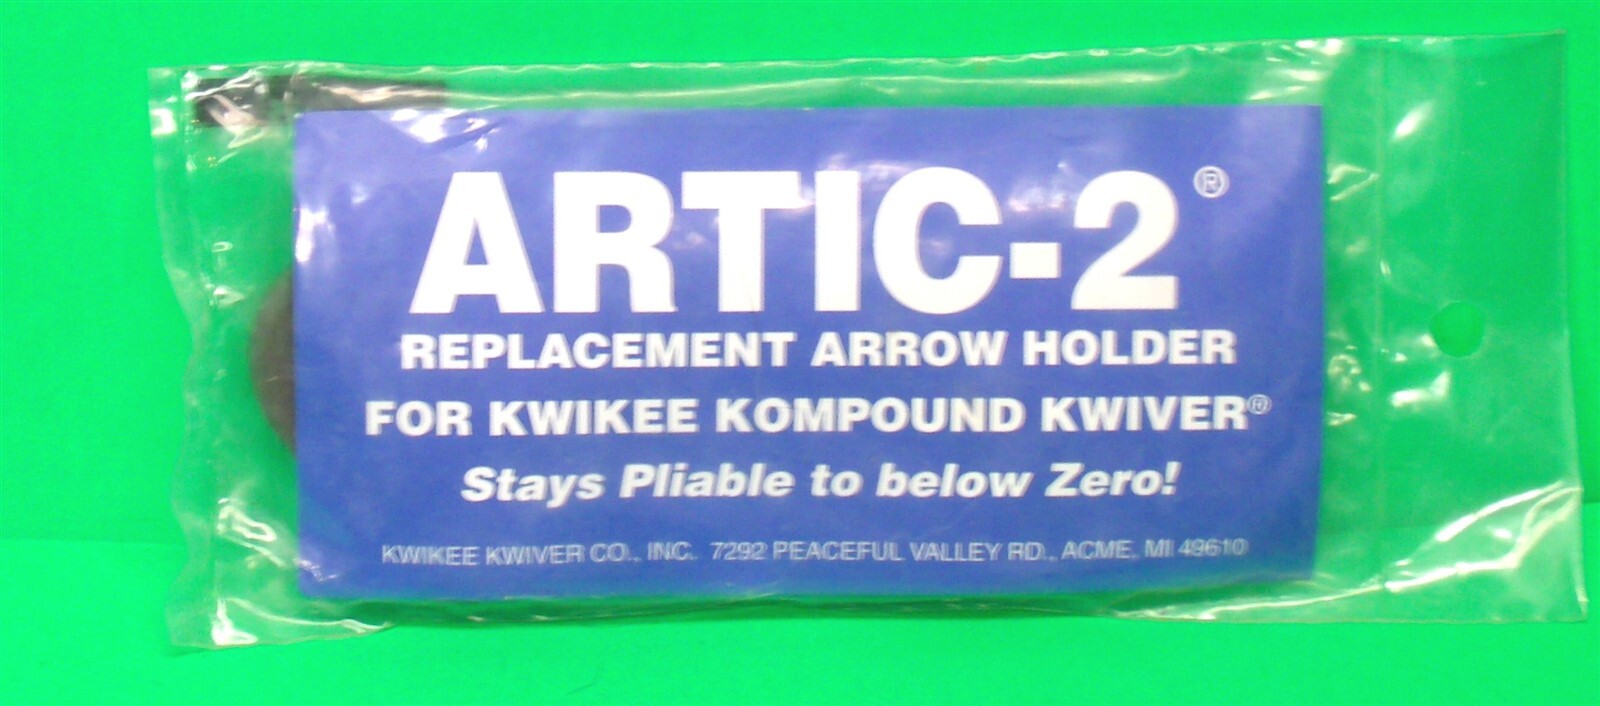 ARTIC-2®
REPLACEMENT ARROW HOLDER
FOR KWIKEE KOMPOUND KWIVER®
Stays Pliable to below Zero!
KWIKEE KWIVER CO., INC. 7292 PEACEFUL VALLEY RD., ACME, MI 49610